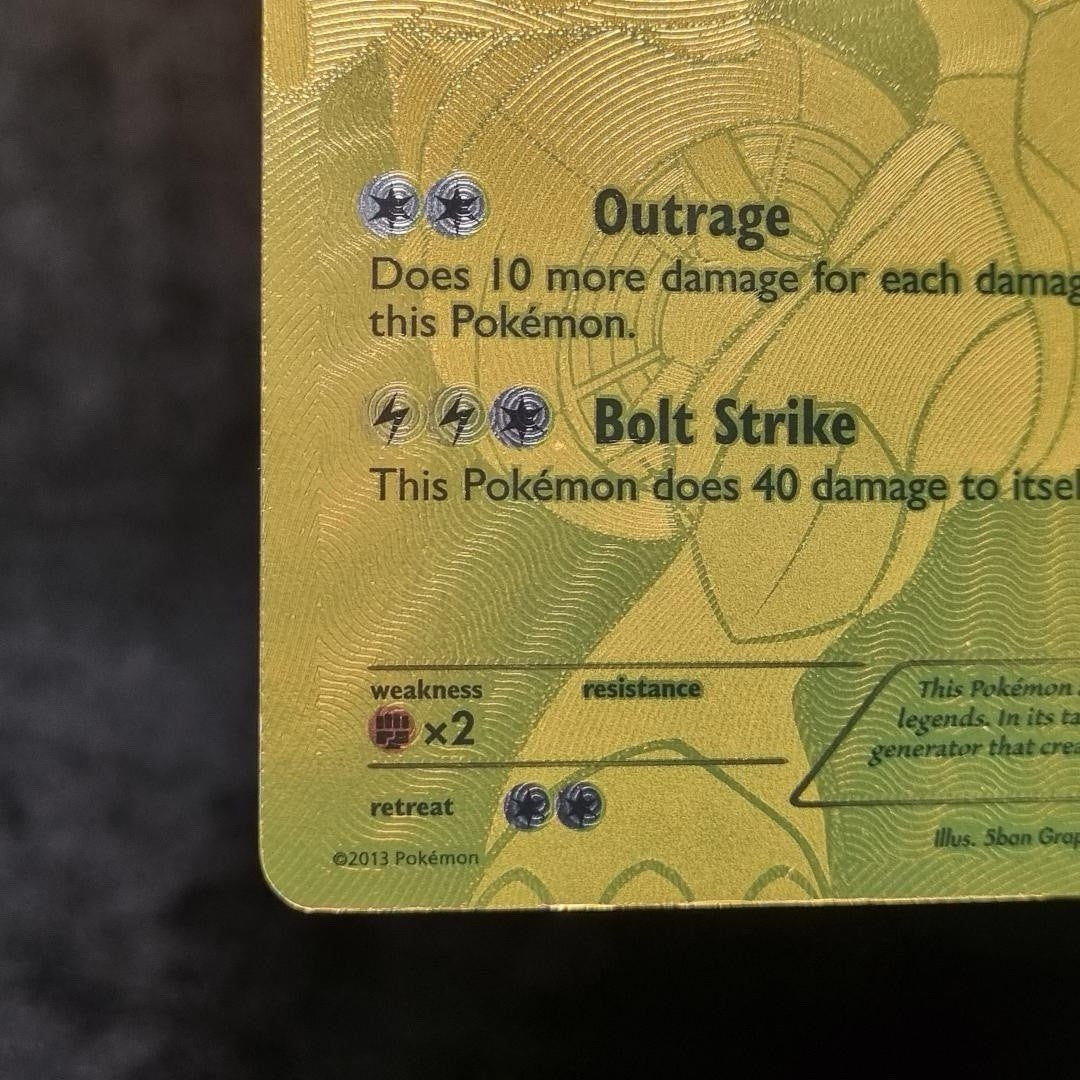 Outrage
Does 10 more damage for each damag
this Pokémon.
Bolt Strike
This Pokémon does 40 damage to itsel
weakness
×2
resistance
This Pokémon
legends. In its ta
generator that crea
retreat
Illus. 5ban Grap
©2013 Pokémon